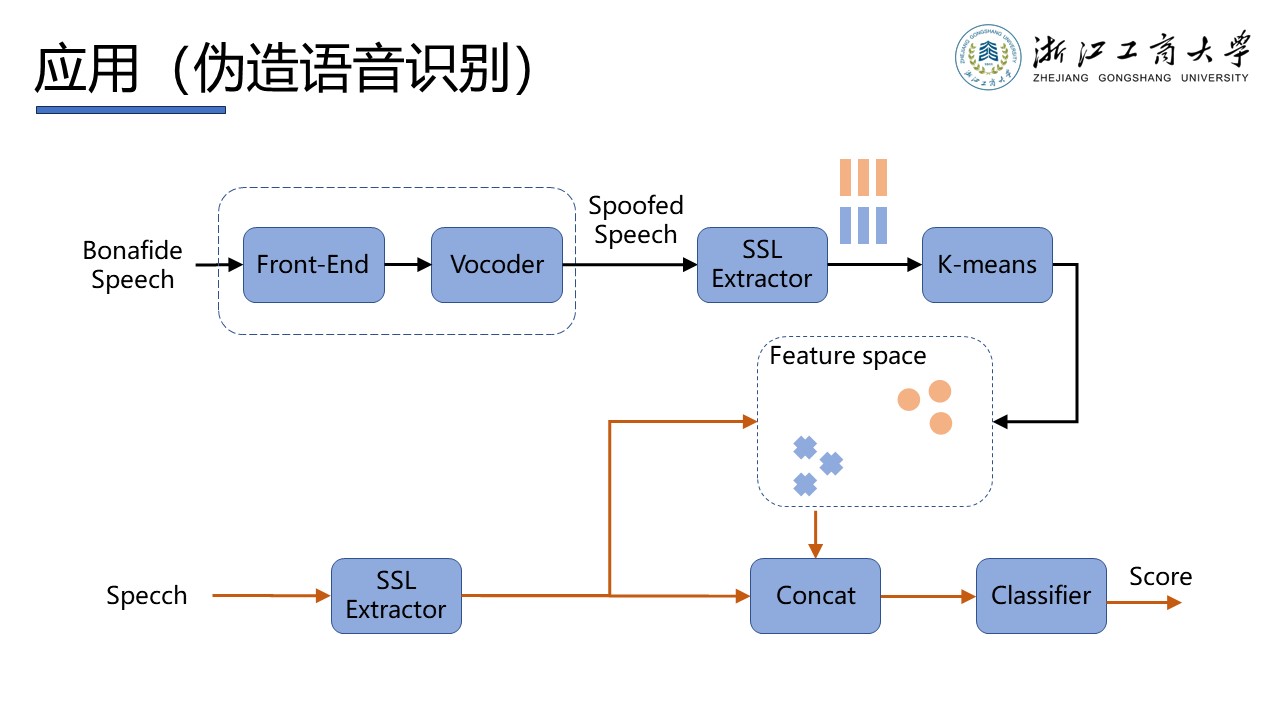 应用（伪造语音识别）
浙江工商大学
ZHEJIANG GONGSHANG UNIVERSITY
Spoofed
Speech
Bonafide
Speech
Front-End
Vocoder
SSL
Extractor
K-means
Feature space
Specch
SSL
Extractor
Concat
Classifier
Score